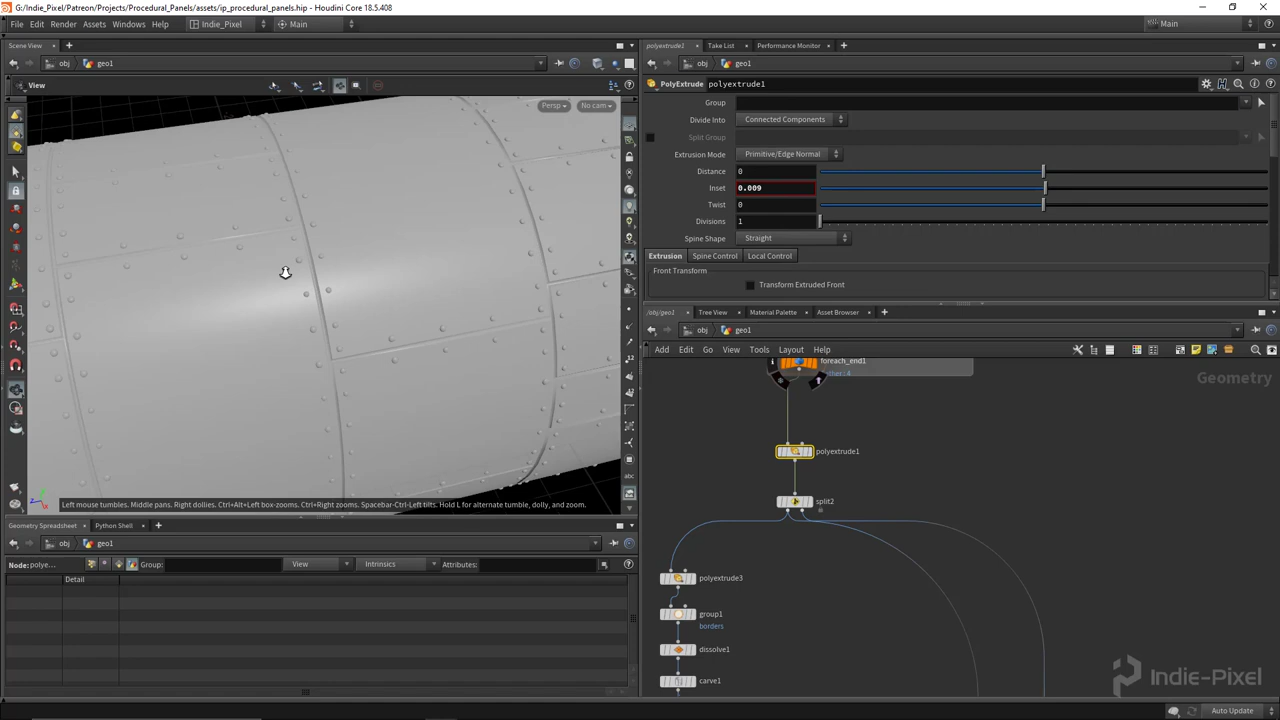 G:/Indie_Pixel/Patreon/Projects/Procedural_Panels/assets/ip_procedural_panels.hip - Houdini Core 18.5.408
File Edit Render Assets Windows Help Indie_Pixel Main Main
Scene View
obj geo1
View
Persp No cam
abc
Left mouse tumbles. Middle pans. Right dollies. Ctrl+Alt+Left box-zooms. Ctrl+Right zooms. Spacebar-Ctrl-Left tilts. Hold L for alternate tumble, dolly, and zoom.
Geometry Spreadsheet Python Shell
obj geo1
Node: polye... Group: View Intrinsics Attributes:
Detail
polyextrude1 Take List Performance Monitor
obj geo1
PolyExtrude polyextrude1
Group
Divide Into Connected Components
Split Group
Extrusion Mode Primitive/Edge Normal
Distance 0
Inset 0.009
Twist 0
Divisions 1
Spine Shape Straight
Extrusion Spine Control Local Control
Front Transform
Transform Extruded Front
/obj/geo1 Tree View Material Palette Asset Browser
obj geo1
Add Edit Go View Tools Layout Help
foreach_end1
Geometry
polyextrude1
split2
polyextrude3
group1
borders
dissolve1
carve1
Indie-Pixel
Auto Update